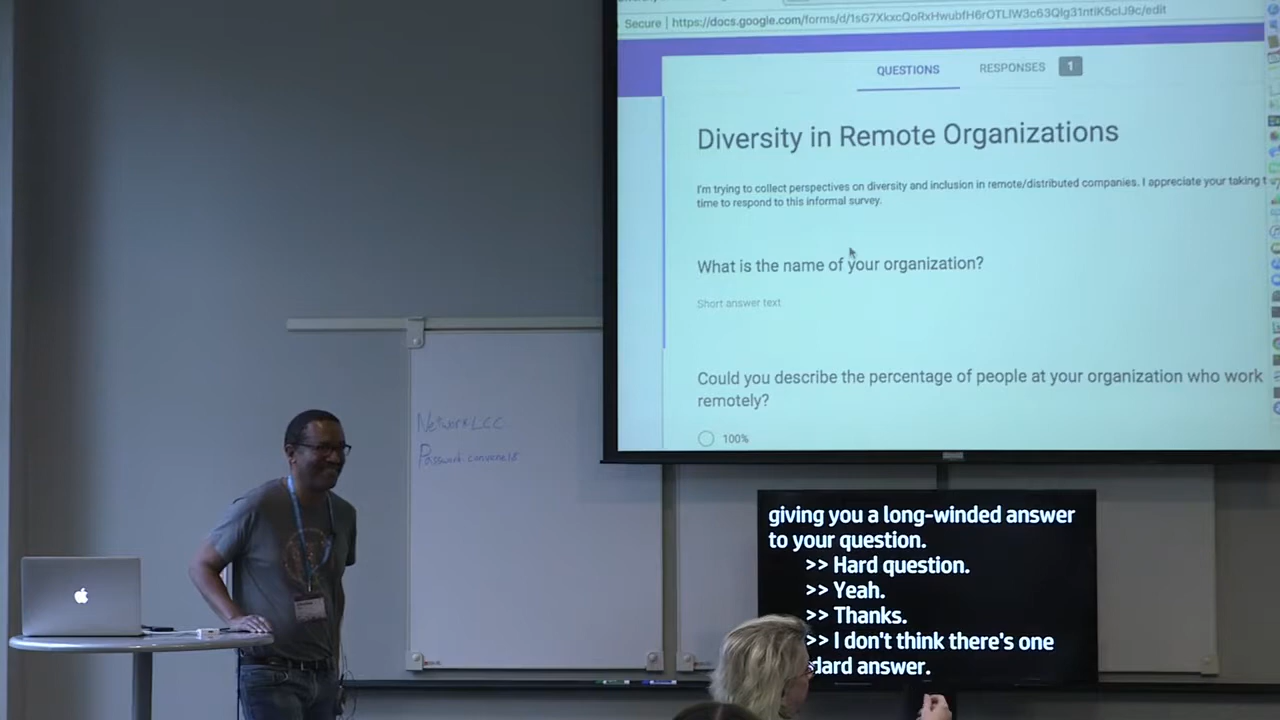 Secure | https://docs.google.com/forms/d/1sG7XkxcQoRxHwubfH6rOTLlW3c63Qlg31ntlK5clJ9c/edit
QUESTIONS RESPONSES 1
Diversity in Remote Organizations
I'm trying to collect perspectives on diversity and inclusion in remote/distributed companies. I appreciate your taking
time to respond to this informal survey.
What is the name of your organization?
Short answer text
Could you describe the percentage of people at your organization who work
remotely?
100%
Network LCC
Password: convene18
giving you a long-winded answer
to your question.
>> Hard question.
>> Yeah.
>> Thanks.
>> I don't think there's one
answer.